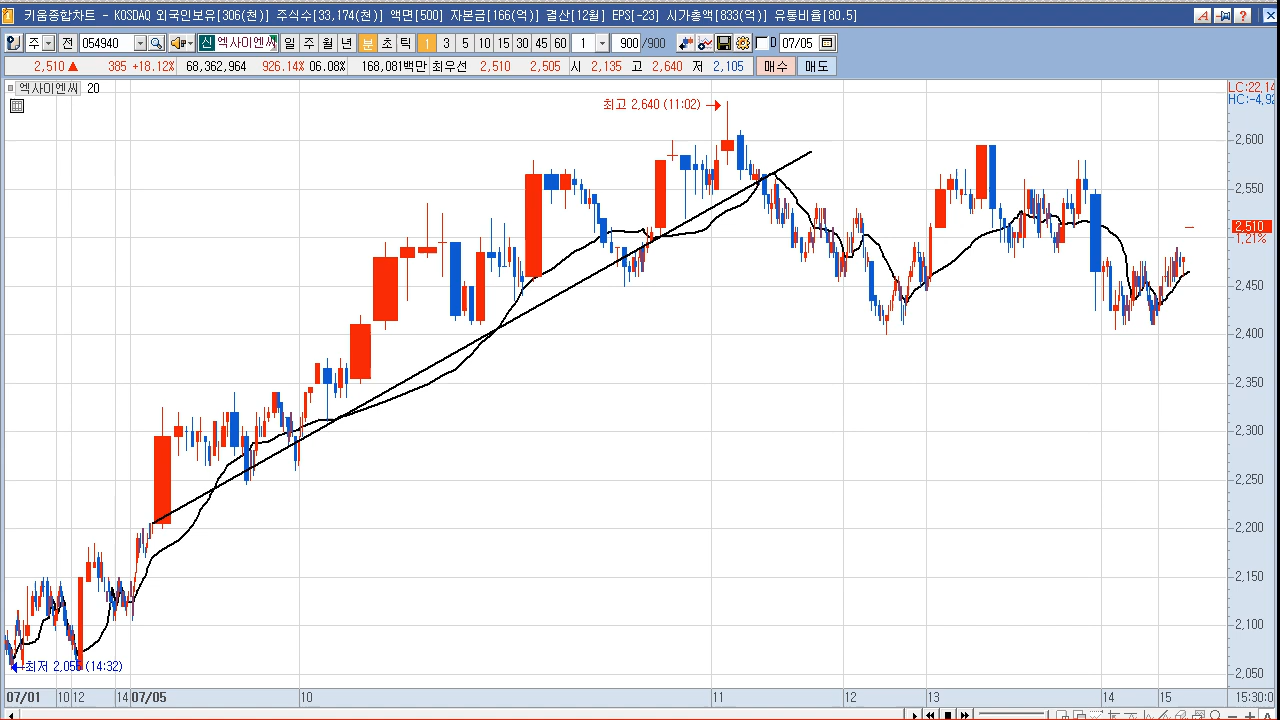 키움종합차트 - KOSDAQ 외국인보유[306(천)] 주식수[33,174(천)] 액면[500] 자본금[166(억)] 결산[12월] EPS[-23] 시가총액[833(억)] 유통비율[80.5]
주 전 054940 신 엑사이엔씨 일 주 월 년 분 초 틱 1 3 5 10 15 30 45 60 1 900 /900 D 07/05
2,510 ▲ 385 +18.12% 68,362,964 926.14% 06.08% 168,081백만 최우선 2,510 2,505 시 2,135 고 2,640 저 2,105 매수 매도
엑사이엔씨 20
LC:22,14
HC:-4,92
최고 2,640 (11:02)
2,600
2,550
2,510
1,21%
2,500
2,450
2,400
2,350
2,300
2,250
2,200
2,150
2,100
2,050
최저 2,055 (14:32)
07/01 10 12 14 07/05 10 11 12 13 14 15 15:30:0